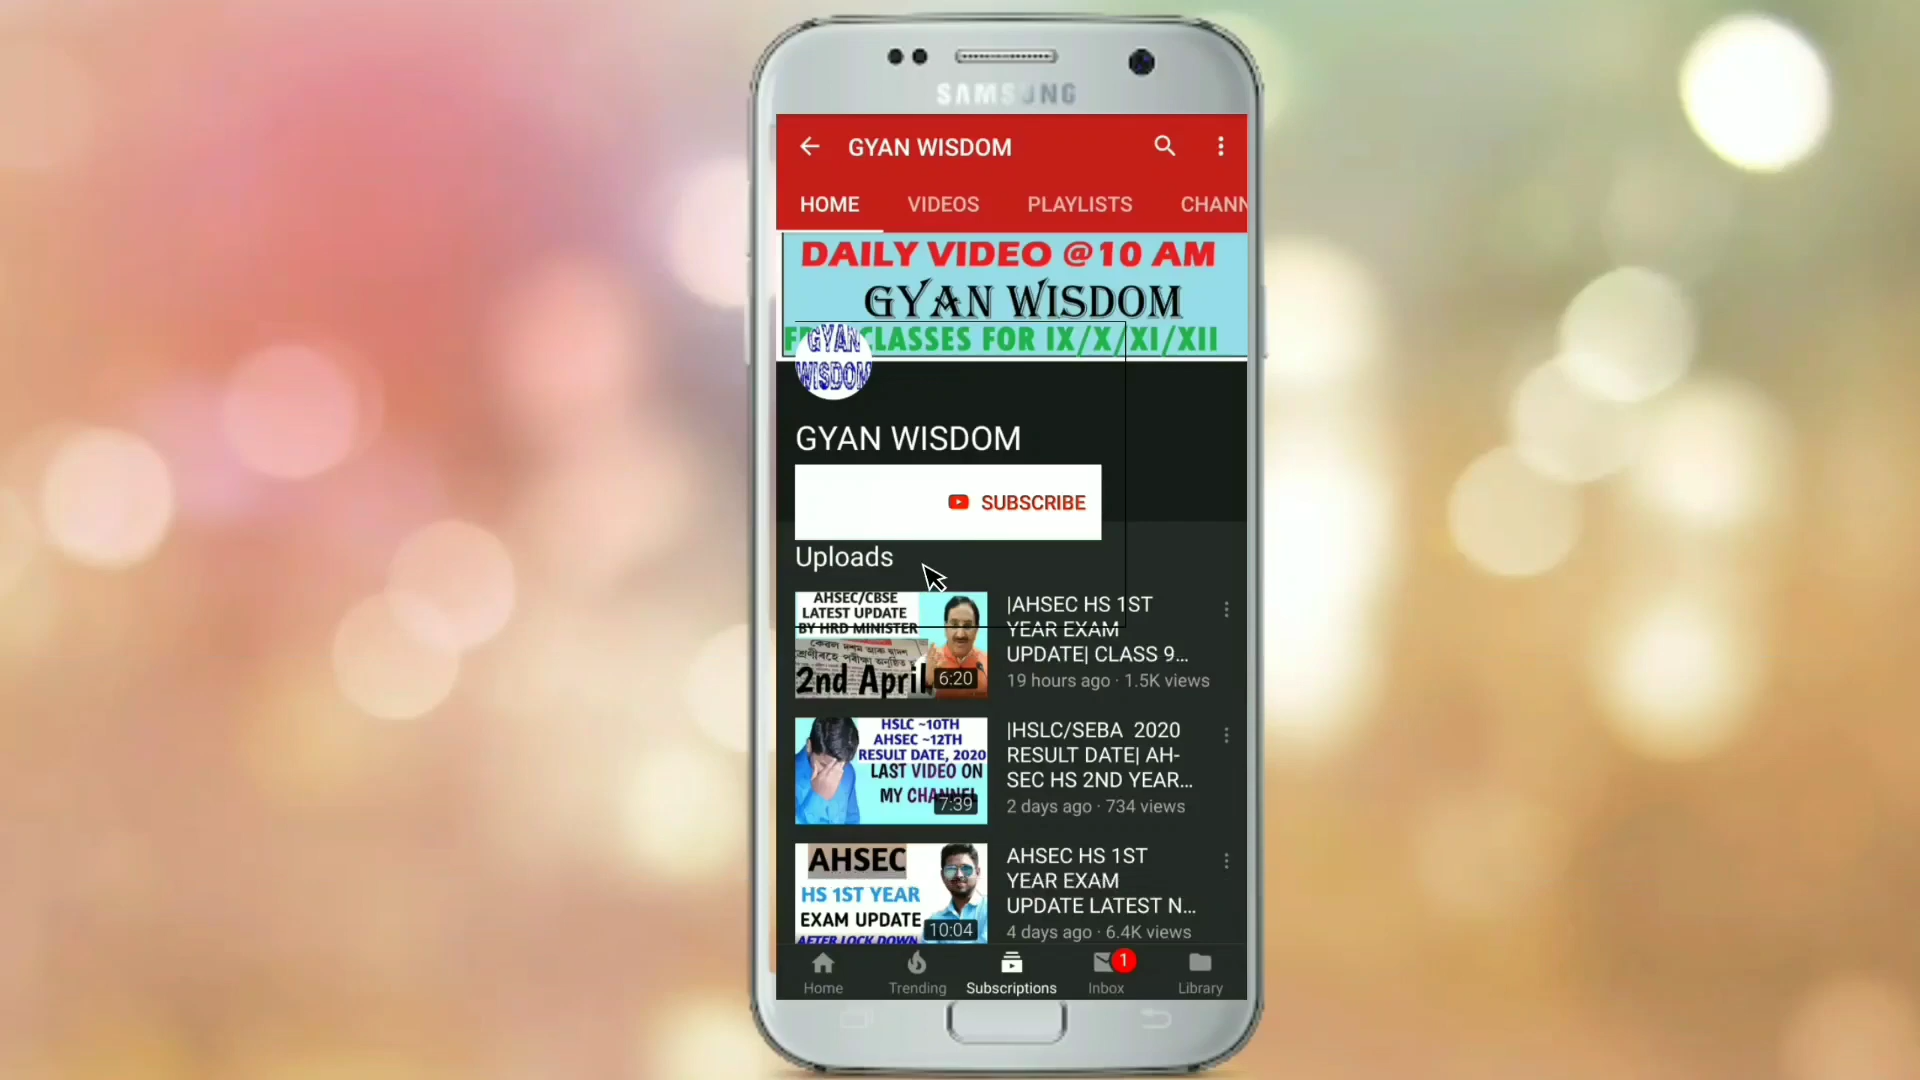 SAMSUNG
GYAN WISDOM
HOME VIDEOS PLAYLISTS CHANN
DAILY VIDEO @10 AM
GYAN WISDOM
CLASSES FOR IX/X/XI/XII
GYAN
WISDOM
GYAN WISDOM
SUBSCRIBE
Uploads
AHSEC/CBSE
LATEST UPDATE
BY HRD MINISTER
2nd April
6:20
|AHSEC HS 1ST
YEAR EXAM
UPDATE| CLASS 9...
19 hours ago · 1.5K views
HSLC ~10TH
AHSEC ~12TH
RESULT DATE, 2020
LAST VIDEO ON
MY CHANNEL
7:39
|HSLC/SEBA 2020
RESULT DATE| AH-
SEC HS 2ND YEAR...
2 days ago · 734 views
AHSEC
HS 1ST YEAR
EXAM UPDATE
AFTER LOCK DOWN
10:04
AHSEC HS 1ST
YEAR EXAM
UPDATE LATEST N...
4 days ago · 6.4K views
1
Home Trending Subscriptions Inbox Library